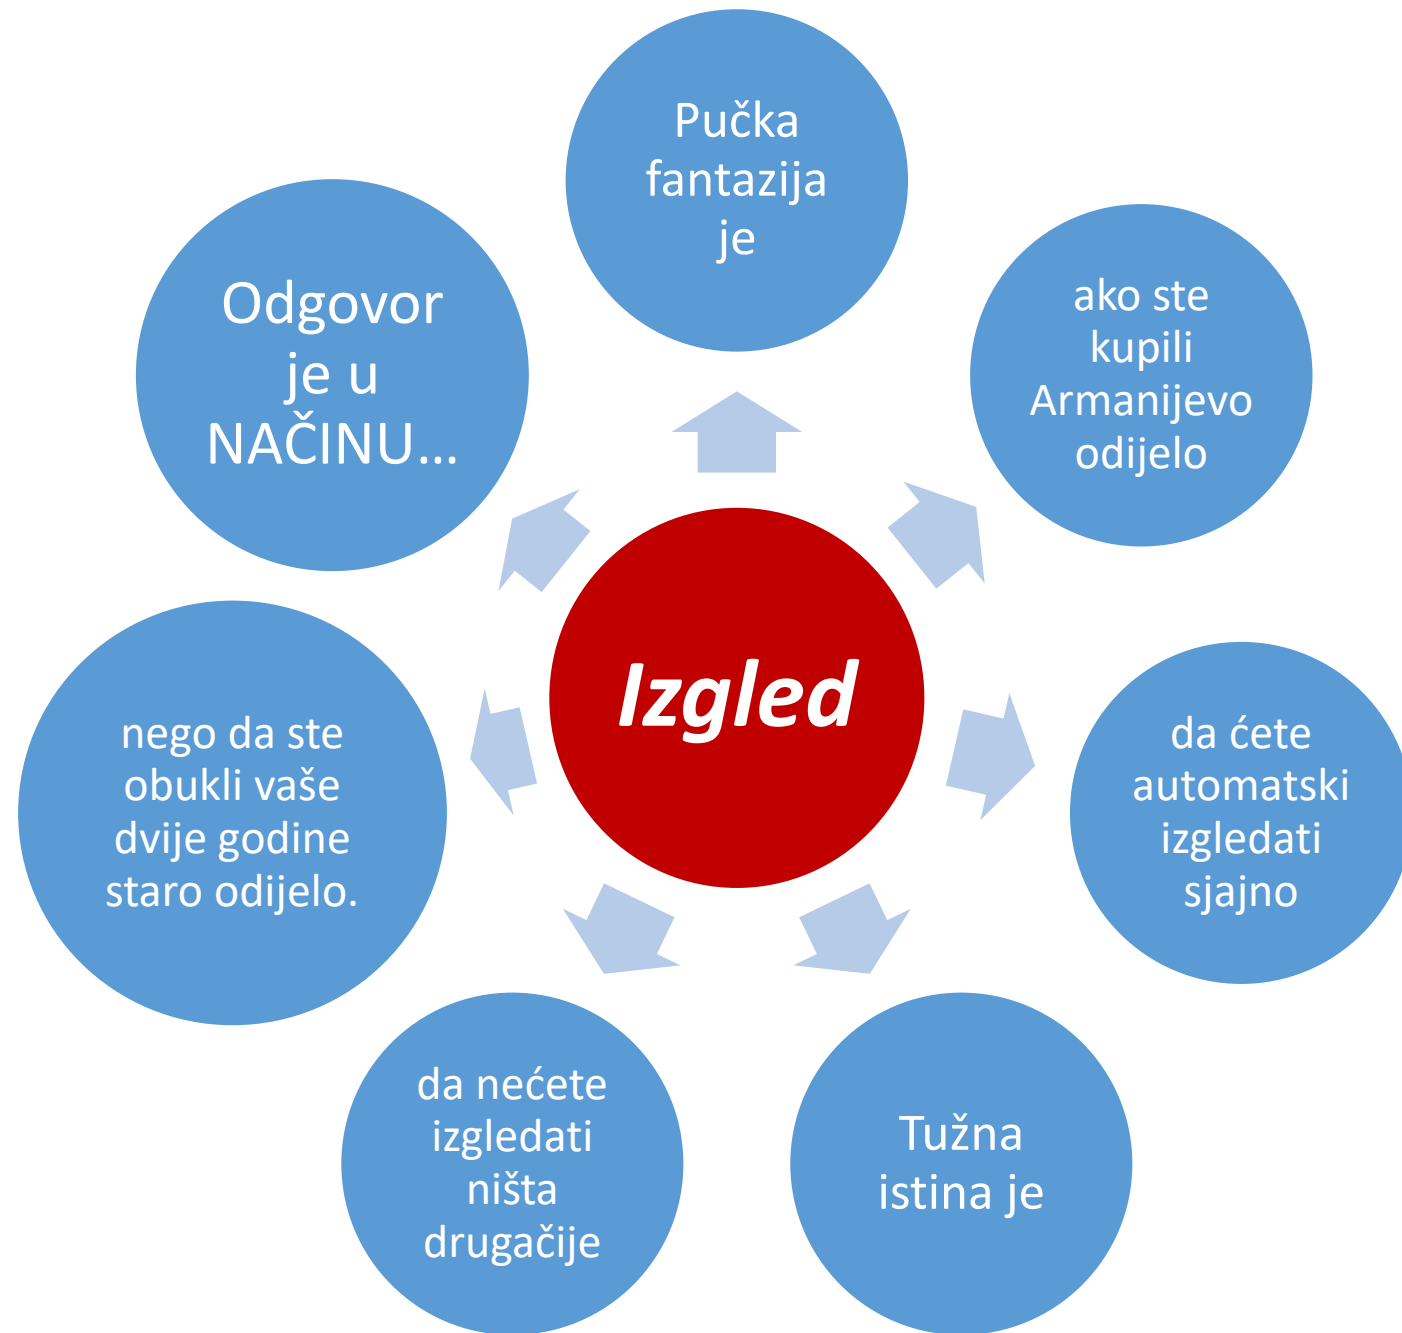 Pučka
fantazija
je
ako ste
kupili
Armanijevo
odijelo
da ćete
automatski
izgledati
sjajno
Tužna
istina je
da nećete
izgledati
ništa
drugačije
nego da ste
obukli vaše
dvije godine
staro odijelo.
Odgovor
je u
NAČINU...
Izgled